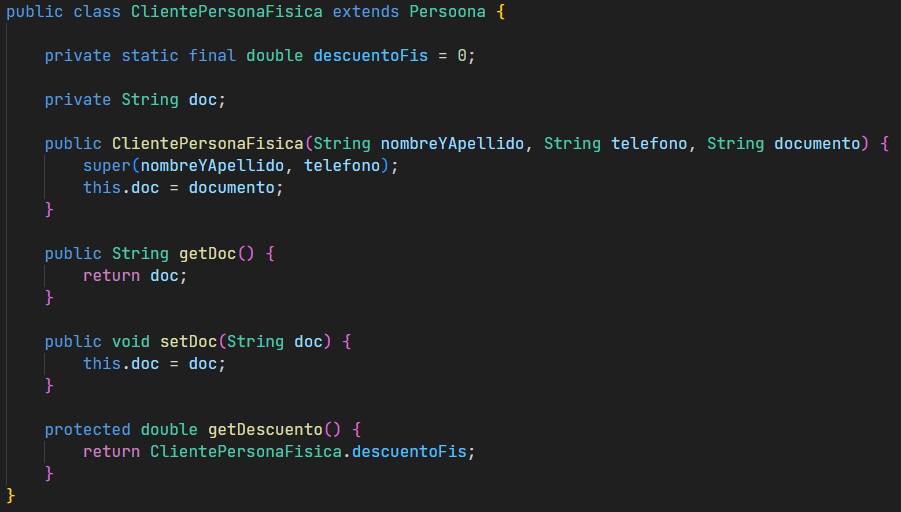 public class ClientePersonaFisica extends Persoona {
private static final double descuentoFis = 0;
private String doc;
public ClientePersonaFisica(String nombreYApellido, String telefono, String documento) {
super(nombreYApellido, telefono);
this.doc = documento;
}
public String getDoc() {
return doc;
}
public void setDoc(String doc) {
this.doc = doc;
}
protected double getDescuento() {
return ClientePersonaFisica.descuentoFis;
}
}